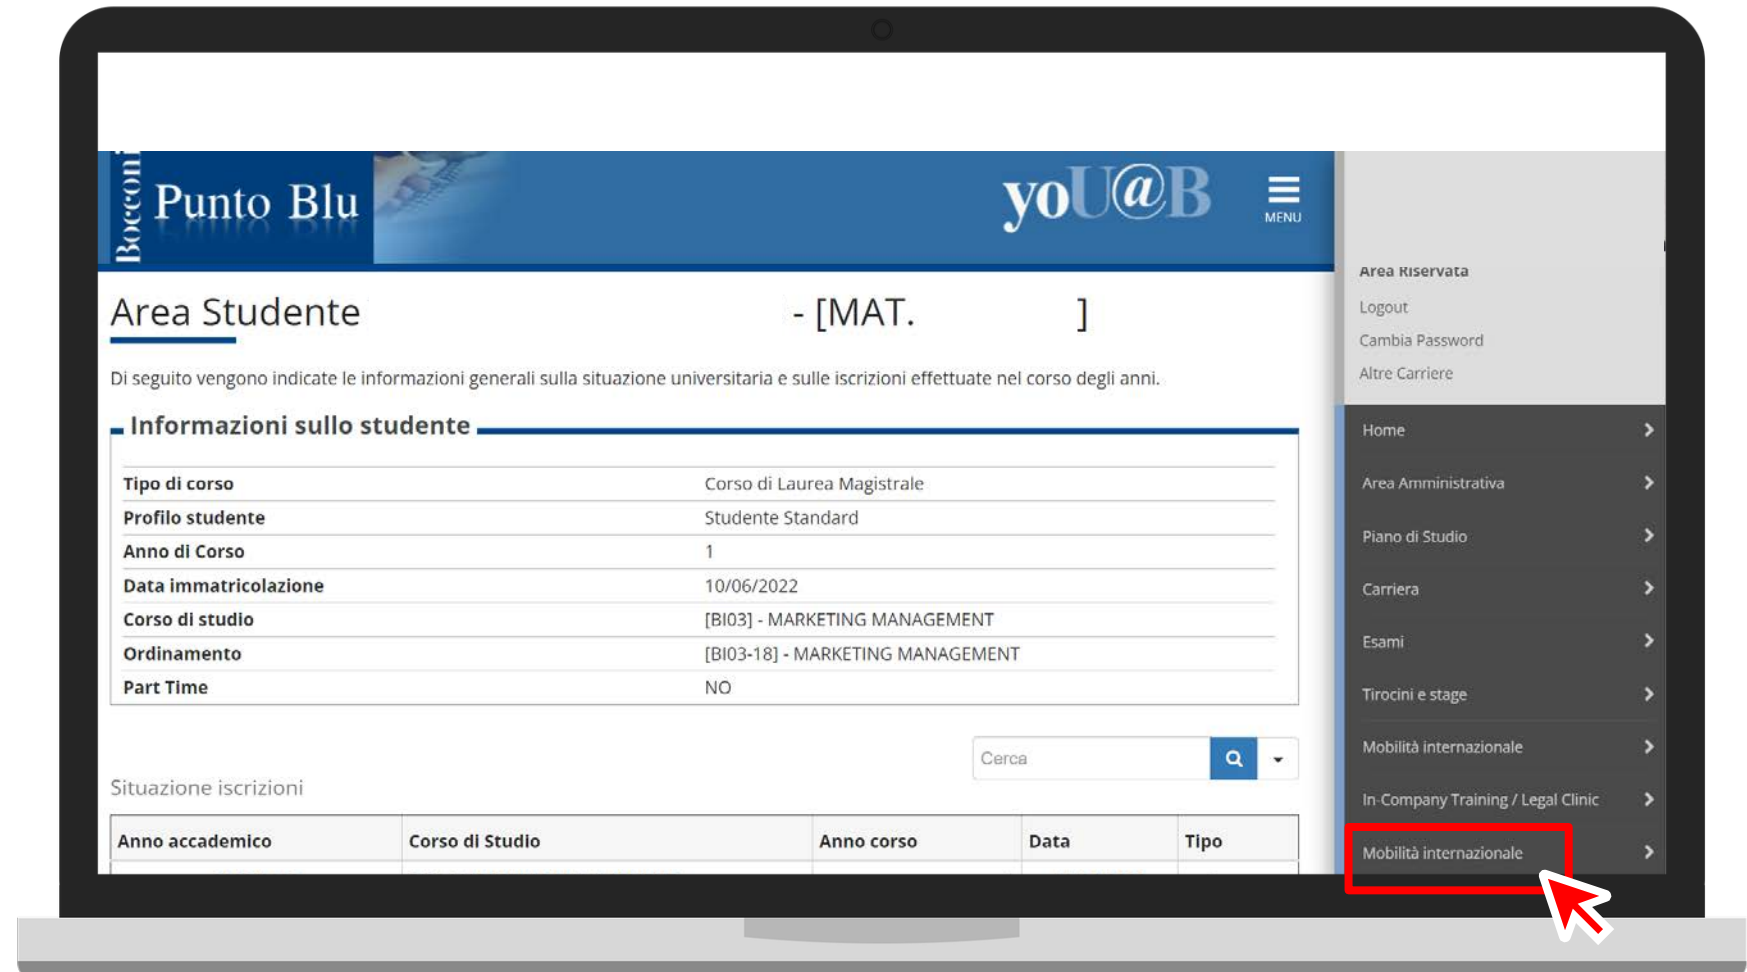 Bocconi
Punto Blu
yoU@B
MENU
Area Riservata
Logout
Cambia Password
Altre Carriere
Area Studente - [MAT. ]
Di seguito vengono indicate le informazioni generali sulla situazione universitaria e sulle iscrizioni effettuate nel corso degli anni.
Informazioni sullo studente
Tipo di corso Corso di Laurea Magistrale
Profilo studente Studente Standard
Anno di Corso 1
Data immatricolazione 10/06/2022
Corso di studio [BI03] - MARKETING MANAGEMENT
Ordinamento [BI03-18] - MARKETING MANAGEMENT
Part Time NO
Cerca
Situazione iscrizioni
Anno accademico Corso di Studio Anno corso Data Tipo
Home
Area Amministrativa
Piano di Studio
Carriera
Esami
Tirocini e stage
Mobilità internazionale
In-Company Training / Legal Clinic
Mobilità internazionale